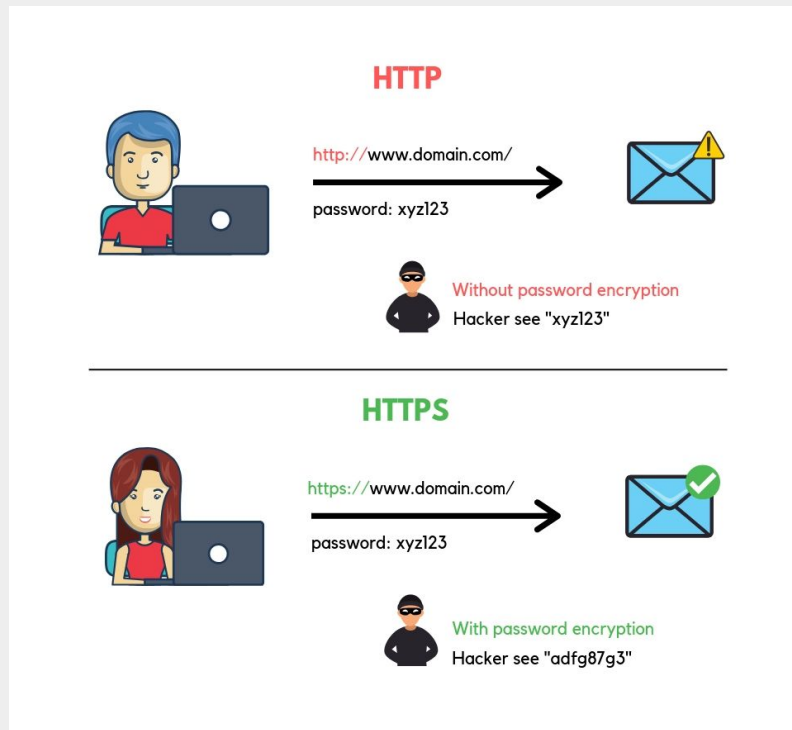 HTTP
http://www.domain.com/
password: xyz123
Without password encryption
Hacker see "xyz123"
HTTPS
https://www.domain.com/
password: xyz123
With password encryption
Hacker see "adfg87g3"